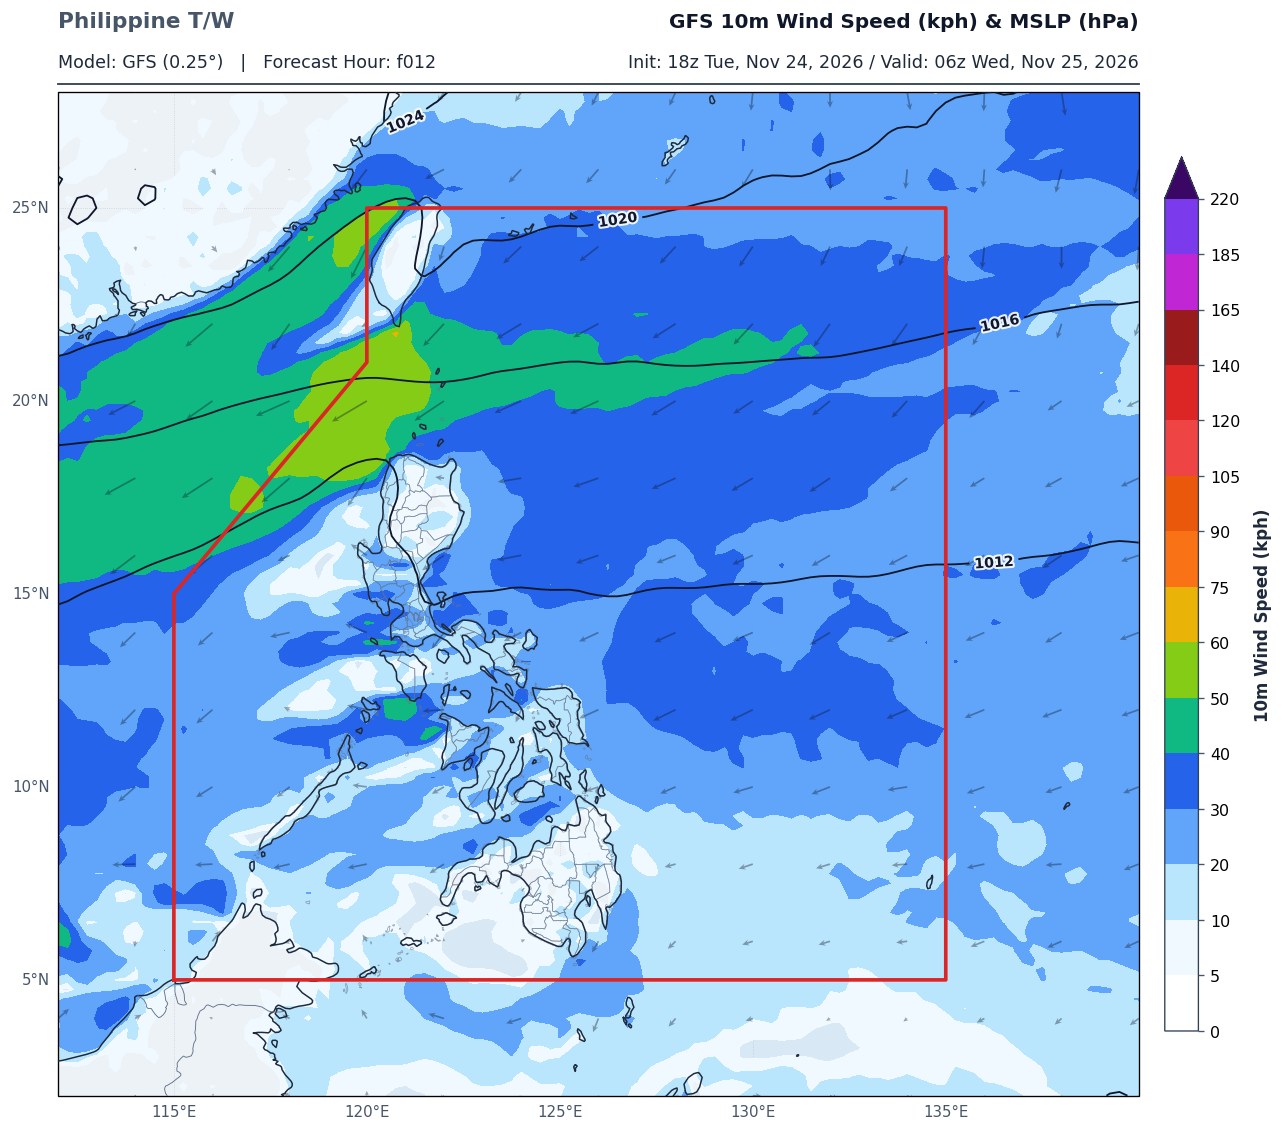 Philippine T/W
GFS 10m Wind Speed (kph) & MSLP (hPa)
Model: GFS (0.25°) | Forecast Hour: f012
Init: 18z Tue, Nov 24, 2026 / Valid: 06z Wed, Nov 25, 2026
1024
1020
1016
1012
25°N
20°N
15°N
10°N
5°N
115°E
120°E
125°E
130°E
135°E
220
185
165
140
120
105
90
75
60
50
40
30
20
10
5
0
10m Wind Speed (kph)